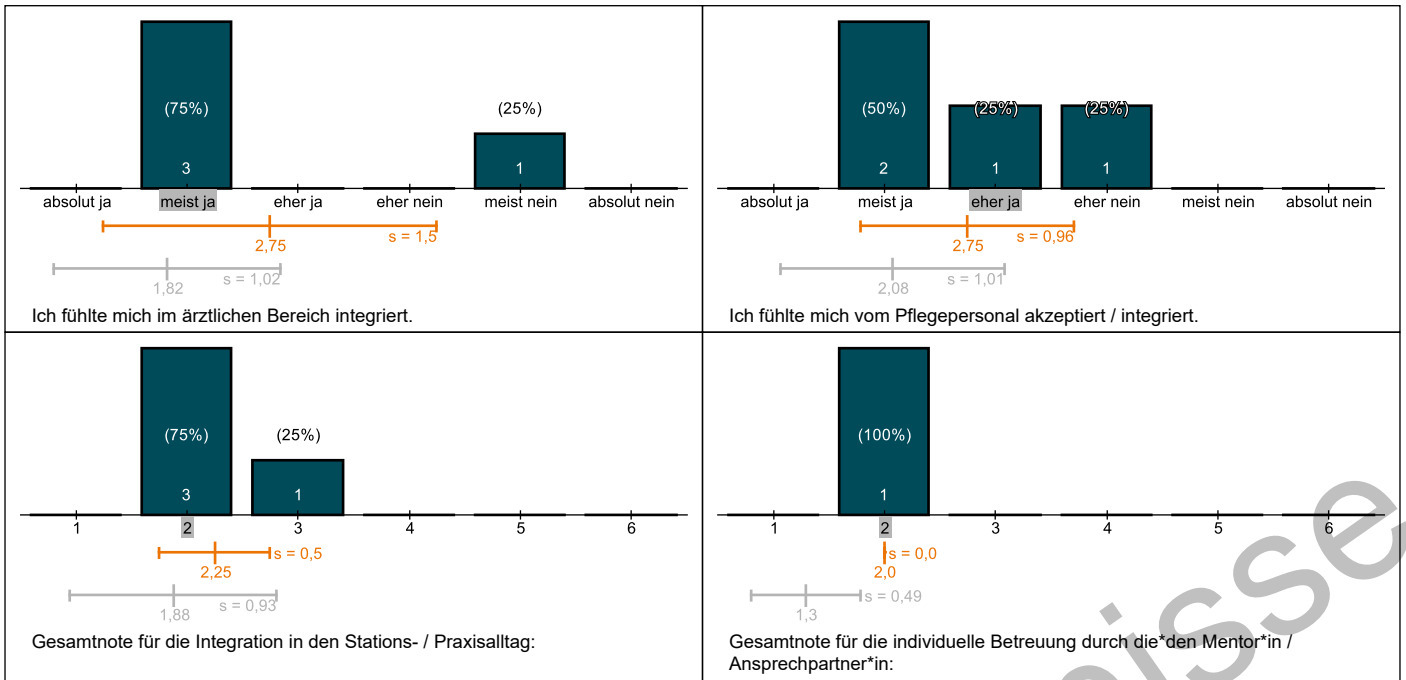 (75%)
(25%)
3
1
absolut ja meist ja eher ja eher nein meist nein absolut nein
s = 1,5
2,75
s = 1,02
1,82
Ich fühlte mich im ärztlichen Bereich integriert.
(50%) (25%) (25%)
2 1 1
absolut ja meist ja eher ja eher nein meist nein absolut nein
s = 0,96
2,75
s = 1,01
2,08
Ich fühlte mich vom Pflegepersonal akzeptiert / integriert.
(75%) (25%)
3 1
1 2 3 4 5 6
s = 0,5
2,25
s = 0,93
1,88
Gesamtnote für die Integration in den Stations- / Praxisalltag:
(100%)
1
1 2 3 4 5 6
s = 0,0
2,0
s = 0,49
1,3
Gesamtnote für die individuelle Betreuung durch die*den Mentor*in /
Ansprechpartner*in:
isse